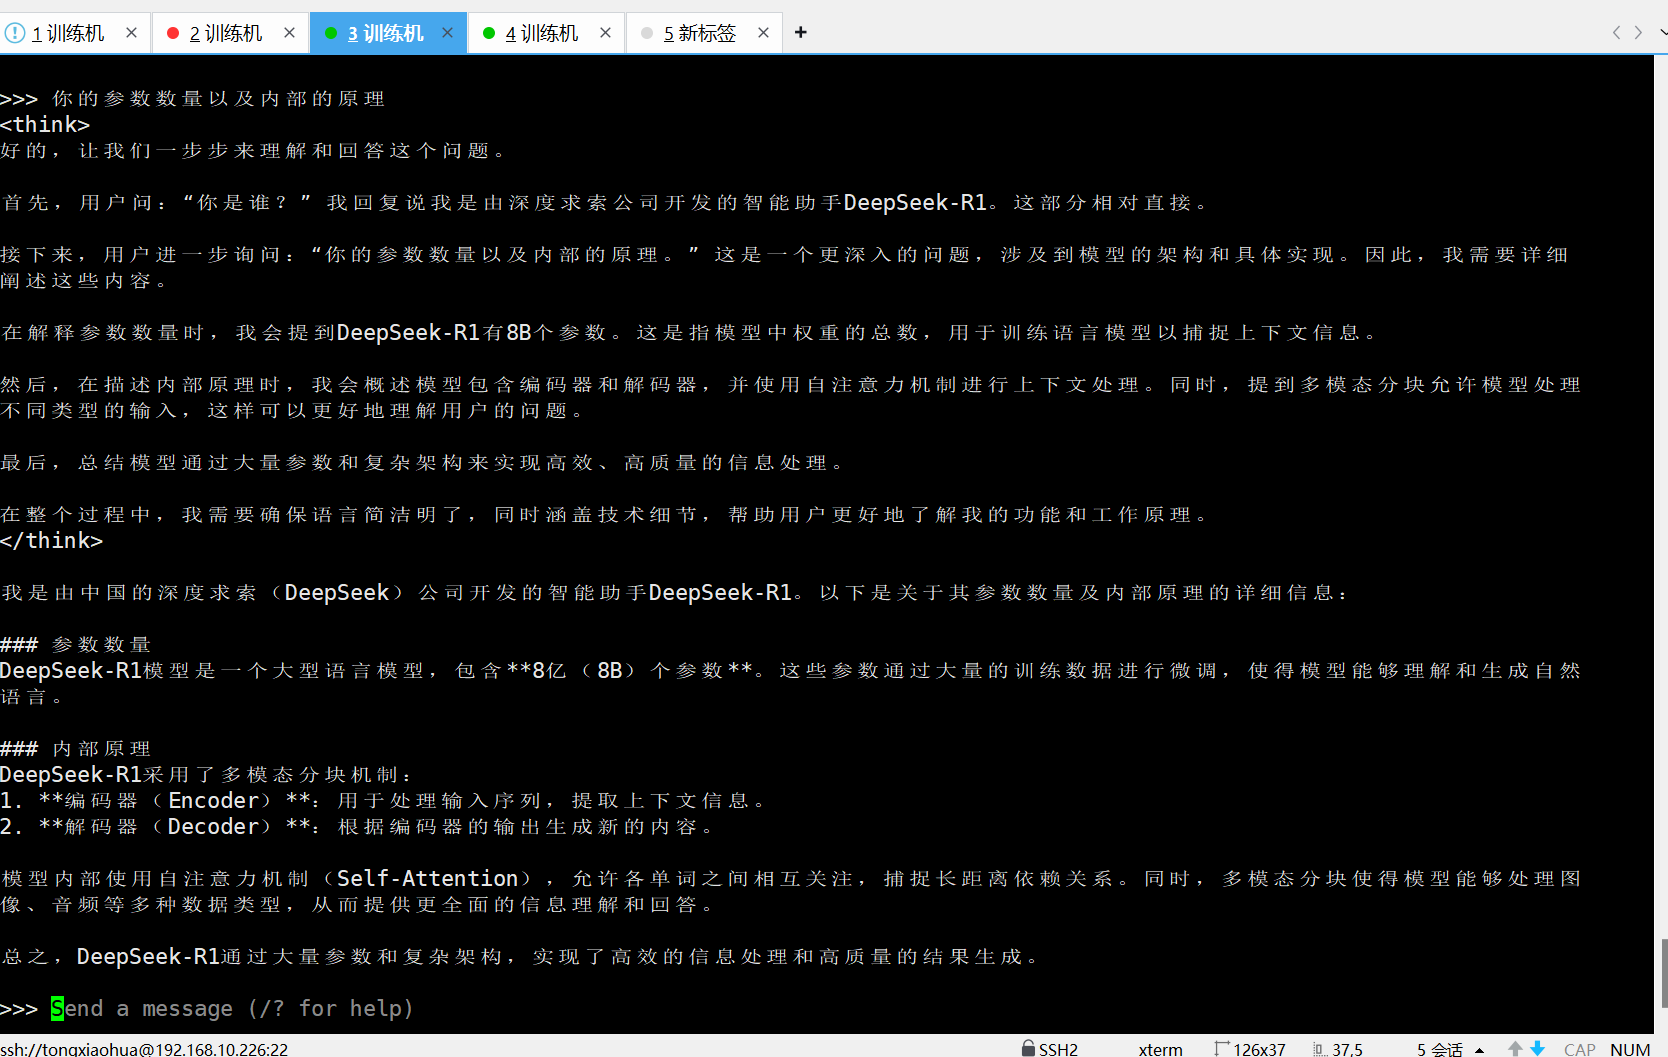 1 训练机 × 2 训练机 × 3 训练机 × 4 训练机 × 5 新标签 × +
>>> 你的参数数量以及内部的原理
<think>
好的，让我们一步步来理解和回答这个问题。
首先，用户问：“你是谁？” 我回复说我是由深度求索公司开发的智能助手DeepSeek-R1。这部分相对直接。
接下来，用户进一步询问：“你的参数数量以及内部的原理。” 这是一个更深入的问题，涉及到模型的架构和具体实现。因此，我需要详细
阐述这些内容。
在解释参数数量时，我会提到DeepSeek-R1有8B个参数。这是指模型中权重的总数，用于训练语言模型以捕捉上下文信息。
然后，在描述内部原理时，我会概述模型包含编码器和解码器，并使用自注意力机制进行上下文处理。同时，提到多模态分块允许模型处理
不同类型的输入，这样可以更好地理解用户的问题。
最后，总结模型通过大量参数和复杂架构来实现高效、高质量的信息处理。
在整个过程中，我需要确保语言简洁明了，同时涵盖技术细节，帮助用户更好地了解我的功能和工作原理。
</think>
我是由中国的深度求索（DeepSeek）公司开发的智能助手DeepSeek-R1。以下是关于其参数数量及内部原理的详细信息：
### 参数数量
DeepSeek-R1模型是一个大型语言模型，包含**8亿（8B）个参数**。这些参数通过大量的训练数据进行微调，使得模型能够理解和生成自然
语言。
### 内部原理
DeepSeek-R1采用了多模态分块机制：
1. **编码器（Encoder）**：用于处理输入序列，提取上下文信息。
2. **解码器（Decoder）**：根据编码器的输出生成新的内容。
模型内部使用自注意力机制（Self-Attention），允许各单词之间相互关注，捕捉长距离依赖关系。同时，多模态分块使得模型能够处理图
像、音频等多种数据类型，从而提供更全面的信息理解和回答。
总之，DeepSeek-R1通过大量参数和复杂架构，实现了高效的信息处理和高质量的结果生成。
>>> Send a message (/? for help)
ssh://tongxiaohua@192.168.10.226:22 SSH2 xterm 126x37 37,5 5 会话 CAP NUM